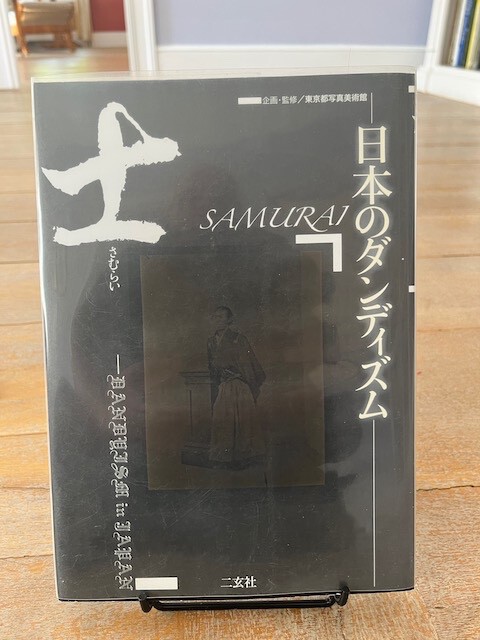 企画・監修／東京都写真美術館
日本のダンディズム
士
さむらい
SAMURAI
DANDYISM in JAPAN
二玄社